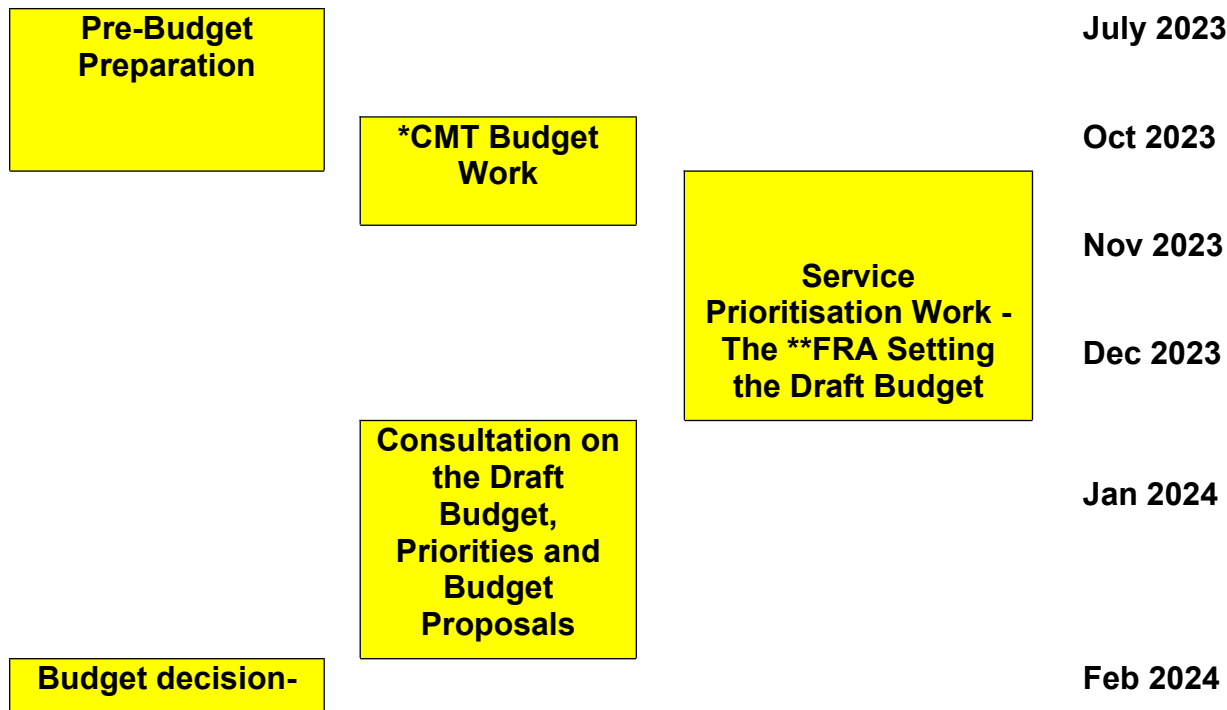 Pre-Budget
Preparation
July 2023
*CMT Budget
Work
Oct 2023
Nov 2023
Service
Prioritisation Work -
The **FRA Setting
the Draft Budget
Dec 2023
Consultation on
the Draft
Budget,
Priorities and
Budget
Proposals
Jan 2024
Budget decision-
Feb 2024